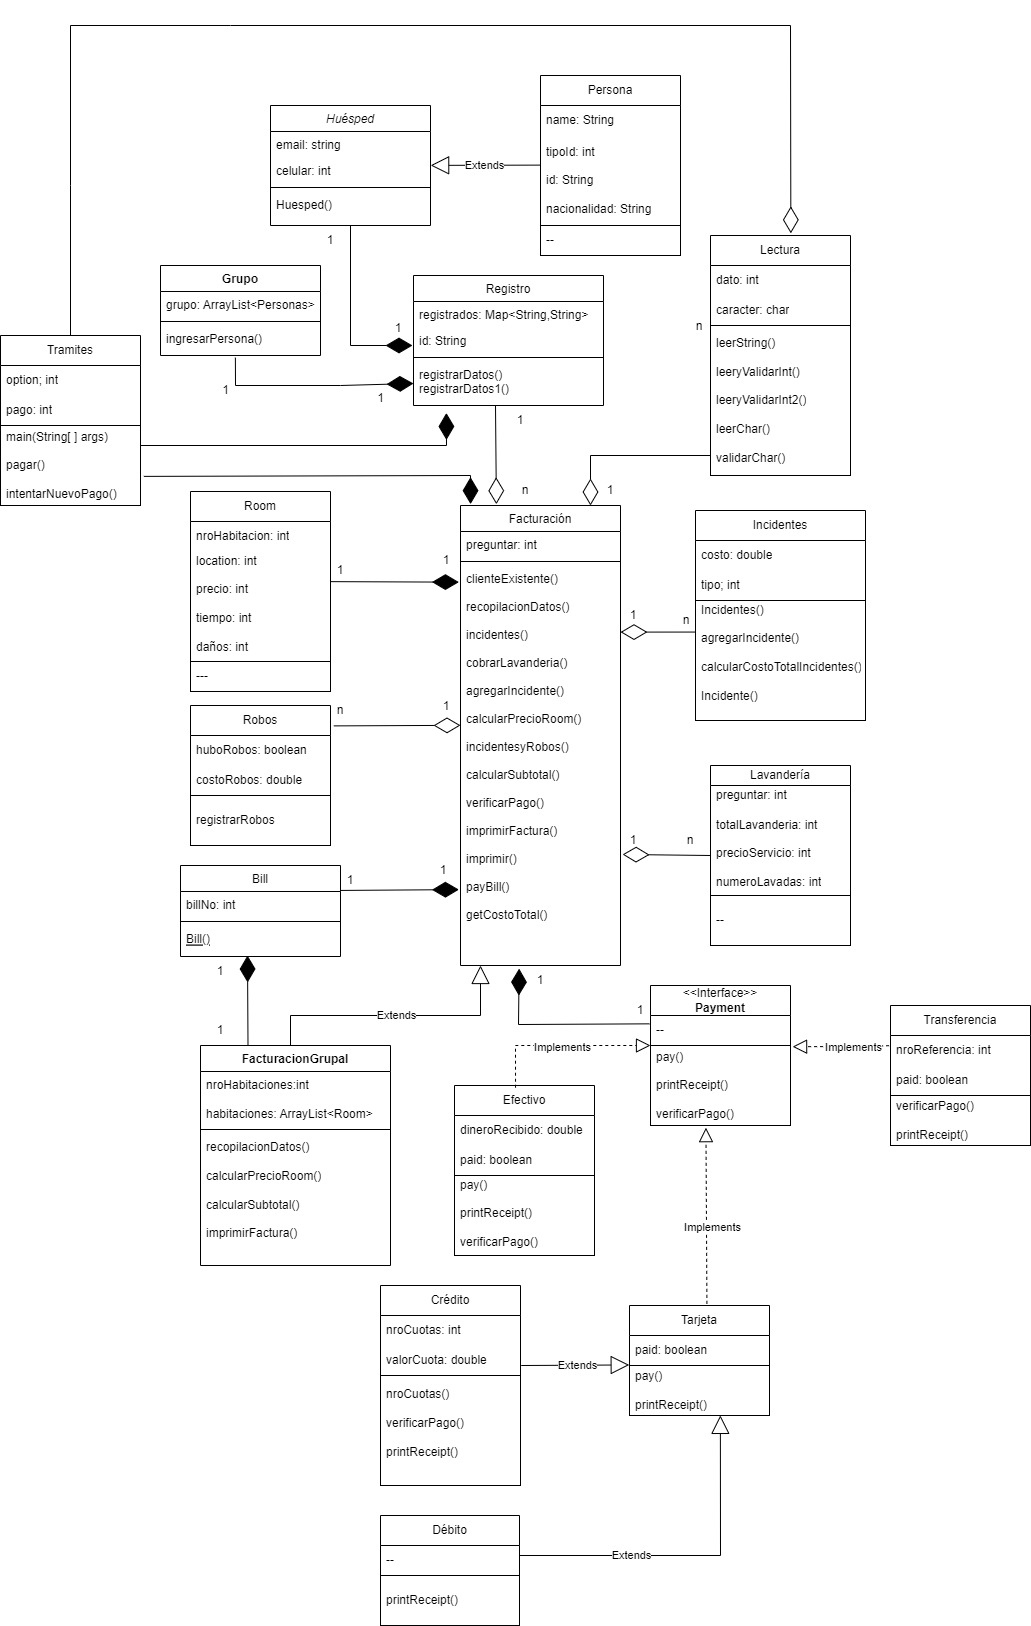 Persona
name: String
tipoId: int
id: String
nacionalidad: String
--
Huésped
email: string
celular: int
Huesped()
Extends
1
Lectura
dato: int
caracter: char
leerString()
leeryValidarInt()
leeryValidarInt2()
leerChar()
validarChar()
n
1
Grupo
grupo: ArrayList<Personas>
ingresarPersona()
1
1
Registro
registrados: Map<String,String>
id: String
registrarDatos()
registrarDatos1()
1
1
n
Tramites
option; int
pago: int
main(String[ ] args)
pagar()
intentarNuevoPago()
Room
nroHabitacion: int
location: int
precio: int
tiempo: int
daños: int
---
1
1
Facturación
preguntar: int
clienteExistente()
recopilacionDatos()
incidentes()
cobrarLavanderia()
agregarIncidente()
calcularPrecioRoom()
incidentesyRobos()
calcularSubtotal()
verificarPago()
imprimirFactura()
imprimir()
payBill()
getCostoTotal()
Incidentes
costo: double
tipo; int
Incidentes()
agregarIncidente()
calcularCostoTotalIncidentes()
Incidente()
1
n
Robos
huboRobos: boolean
costoRobos: double
registrarRobos
n
1
Lavandería
preguntar: int
totalLavanderia: int
precioServicio: int
numeroLavadas: int
--
1
n
Bill
billNo: int
Bill()
1
1
1
1
Extends
1
1
<<Interface>>
Payment
--
pay()
printReceipt()
verificarPago()
Implements
Implements
Transferencia
nroReferencia: int
paid: boolean
verificarPago()
printReceipt()
FacturacionGrupal
nroHabitaciones:int
habitaciones: ArrayList<Room>
recopilacionDatos()
calcularPrecioRoom()
calcularSubtotal()
imprimirFactura()
Efectivo
dineroRecibido: double
paid: boolean
pay()
printReceipt()
verificarPago()
Implements
Crédito
nroCuotas: int
valorCuota: double
nroCuotas()
verificarPago()
printReceipt()
Extends
Tarjeta
paid: boolean
pay()
printReceipt()
Débito
--
printReceipt()
Extends